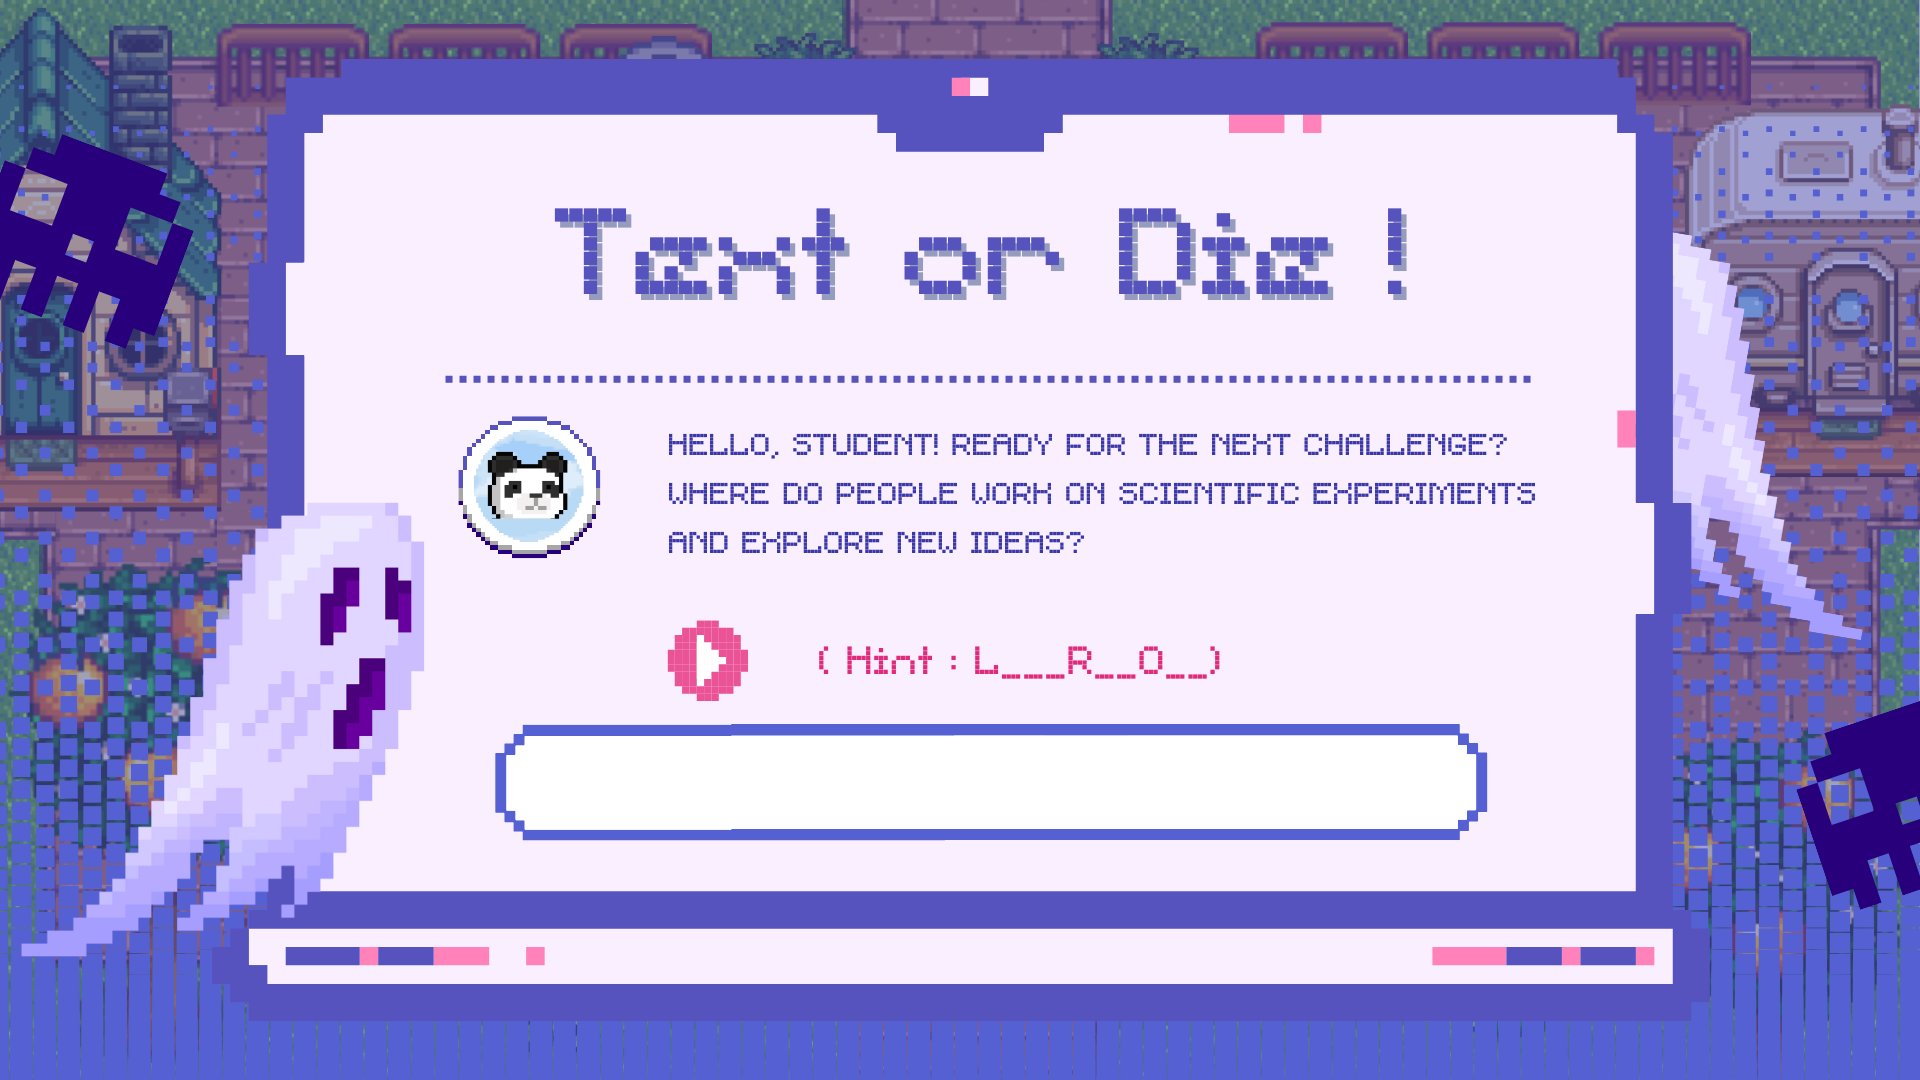 Text or Die !
HELLO, STUDENT! READY FOR THE NEXT CHALLENGE?
WHERE DO PEOPLE WORK ON SCIENTIFIC EXPERIMENTS
AND EXPLORE NEW IDEAS?
( Hint : L___R__O__)